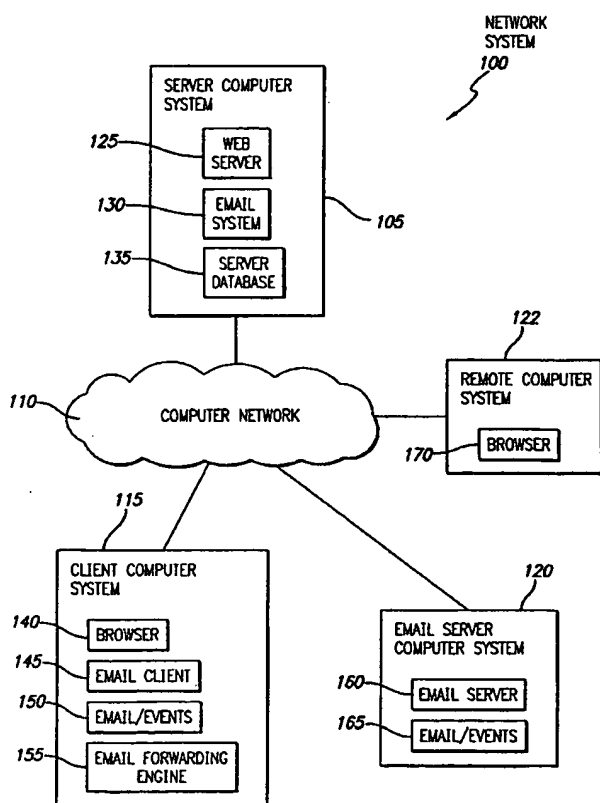 NETWORK
SYSTEM
100
SERVER COMPUTER
SYSTEM
125
WEB
SERVER
130
EMAIL
SYSTEM
105
135
SERVER
DATABASE
122
110
COMPUTER NETWORK
REMOTE COMPUTER
SYSTEM
170
BROWSER
115
CLIENT COMPUTER
SYSTEM
140
BROWSER
145
EMAIL CLIENT
150
EMAIL/EVENTS
155
EMAIL FORWARDING
ENGINE
120
EMAIL SERVER
COMPUTER SYSTEM
160
EMAIL SERVER
165
EMAIL/EVENTS